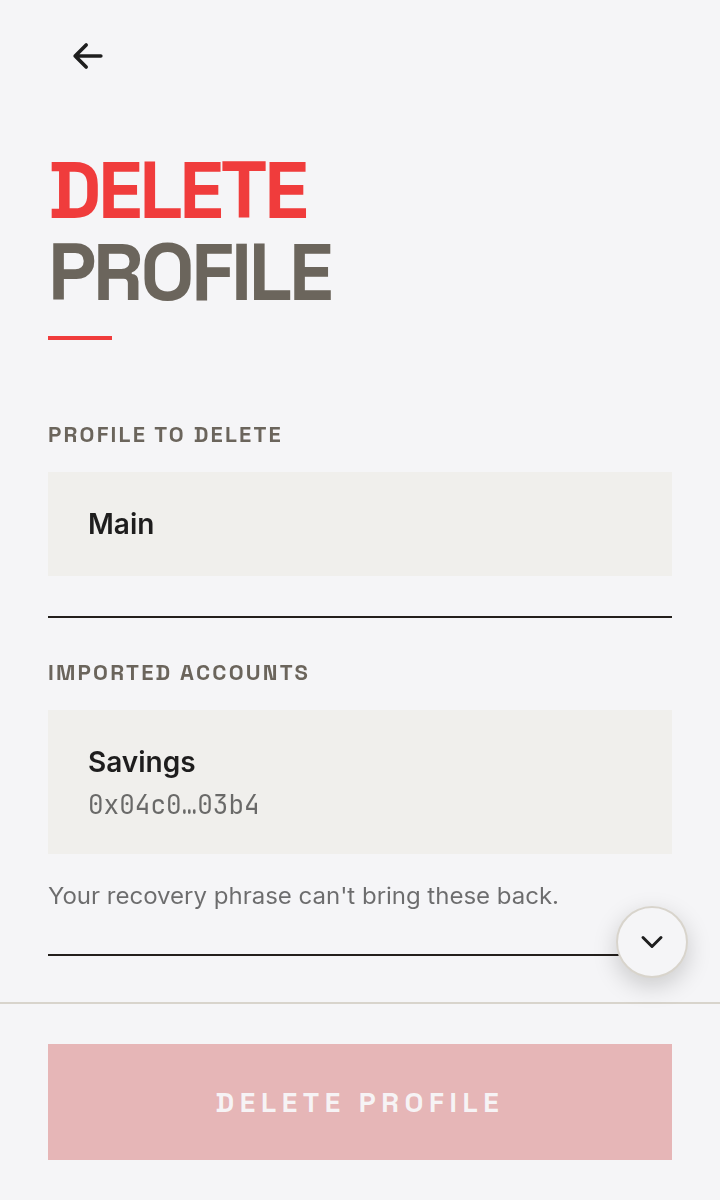 DELETE
PROFILE
PROFILE TO DELETE
Main
IMPORTED ACCOUNTS
Savings
0x04c0…03b4
Your recovery phrase can't bring these back.
DELETE PROFILE